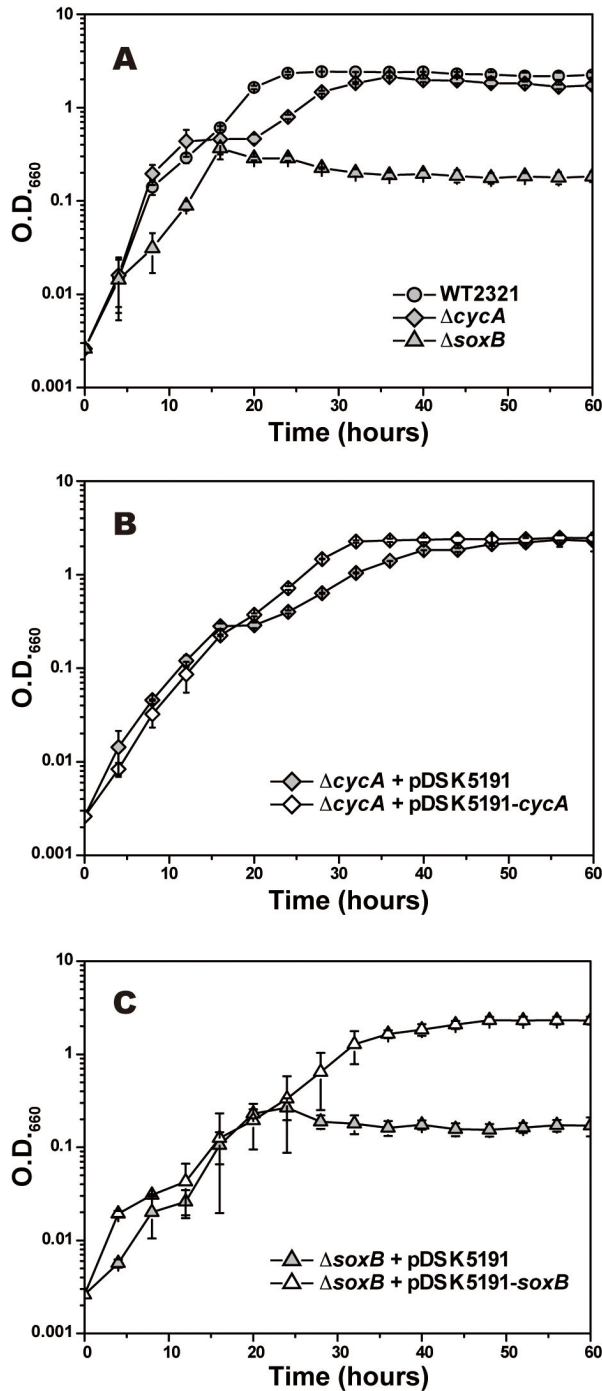 A
10
1
0.1
0.01
0.001
O.D.660
WT2321
ΔcycA
ΔsoxB
0 10 20 30 40 50 60
Time (hours)
B
10
1
0.1
0.01
0.001
O.D.660
ΔcycA + pDSK5191
ΔcycA + pDSK5191-cycA
0 10 20 30 40 50 60
Time (hours)
C
10
1
0.1
0.01
0.001
O.D.660
ΔsoxB + pDSK5191
ΔsoxB + pDSK5191-soxB
0 10 20 30 40 50 60
Time (hours)